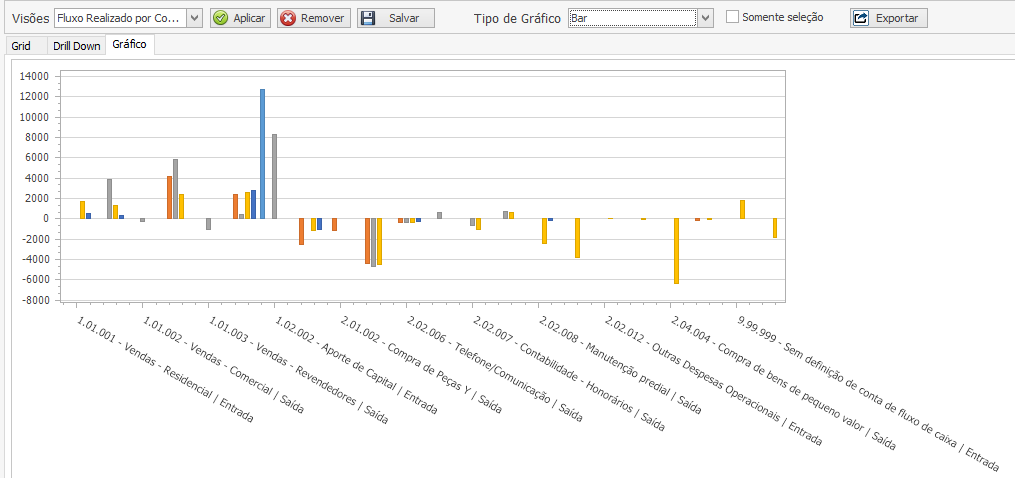 Visões Fluxo Realizado por Co... Aplicar Remover Salvar Tipo de Gráfico Bar Somente seleção Exportar
Grid Drill Down Gráfico
14000
12000
10000
8000
6000
4000
2000
0
-2000
-4000
-6000
-8000
1.01.001 - Vendas - Residencial | Entrada
1.01.002 - Vendas - Comercial | Saída
1.01.003 - Vendas - Revendedores | Saída
1.02.002 - Aporte de Capital | Entrada
2.01.002 - Compra de Peças Y | Saída
2.02.006 - Telefone/Comunicação | Saída
2.02.007 - Contabilidade - Honorários | Saída
2.02.008 - Manutenção predial | Saída
2.02.012 - Outras Despesas Operacionais | Entrada
2.04.004 - Compra de bens de pequeno valor | Saída
9.99.999 - Sem definição de conta de fluxo de caixa | Entrada